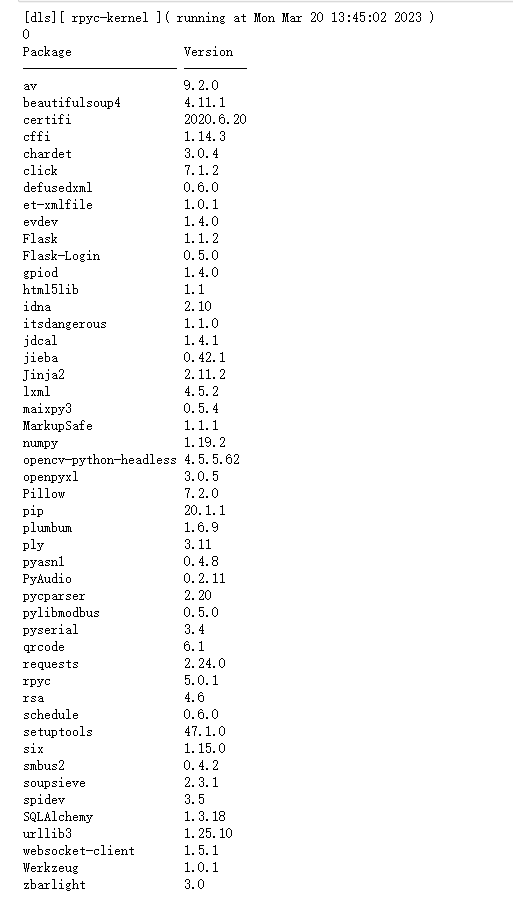 [dls][ rpyc-kernel ]( running at Mon Mar 20 13:45:02 2023 )
0
Package Version
av 9.2.0
beautifulsoup4 4.11.1
certifi 2020.6.20
cffi 1.14.3
chardet 3.0.4
click 7.1.2
defusedxml 0.6.0
et-xmlfile 1.0.1
evdev 1.4.0
Flask 1.1.2
Flask-Login 0.5.0
gpiod 1.4.0
html5lib 1.1
idna 2.10
itsdangerous 1.1.0
jdcal 1.4.1
jieba 0.42.1
Jinja2 2.11.2
lxml 4.5.2
maixpy3 0.5.4
MarkupSafe 1.1.1
numpy 1.19.2
opencv-python-headless 4.5.5.62
openpyxl 3.0.5
Pillow 7.2.0
pip 20.1.1
plumbum 1.6.9
ply 3.11
pyasn1 0.4.8
PyAudio 0.2.11
pycparser 2.20
pylibmodbus 0.5.0
pyserial 3.4
qrcode 6.1
requests 2.24.0
rpyc 5.0.1
rsa 4.6
schedule 0.6.0
setuptools 47.1.0
six 1.15.0
smbus2 0.4.2
soupsieve 2.3.1
spidev 3.5
SQLAlchemy 1.3.18
urllib3 1.25.10
websocket-client 1.5.1
Werkzeug 1.0.1
zbarlight 3.0